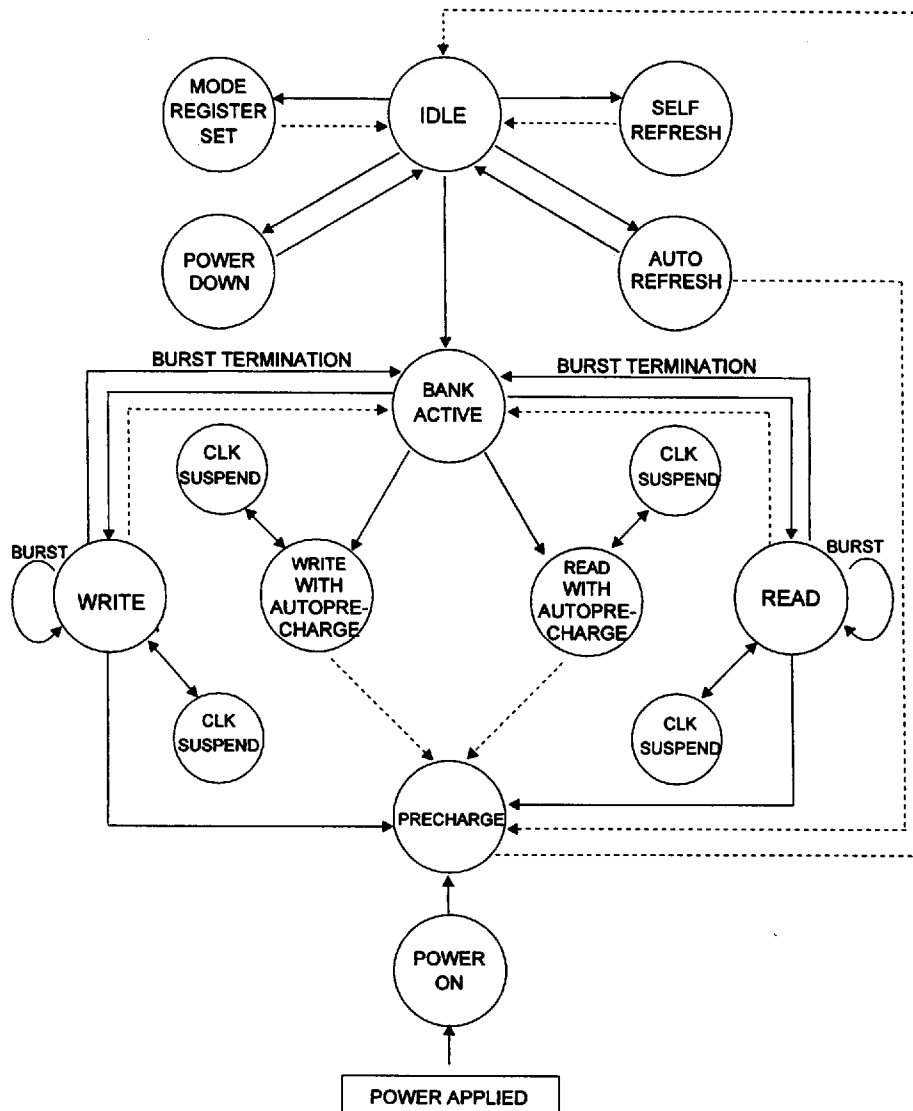 MODE
REGISTER
SET
IDLE
SELF
REFRESH
POWER
DOWN
AUTO
REFRESH
BURST TERMINATION
BURST TERMINATION
BANK
ACTIVE
CLK
SUSPEND
CLK
SUSPEND
BURST
WRITE
WRITE
WITH
AUTOPRE-
CHARGE
READ
WITH
AUTOPRE-
CHARGE
BURST
READ
CLK
SUSPEND
CLK
SUSPEND
PRECHARGE
POWER
ON
POWER APPLIED